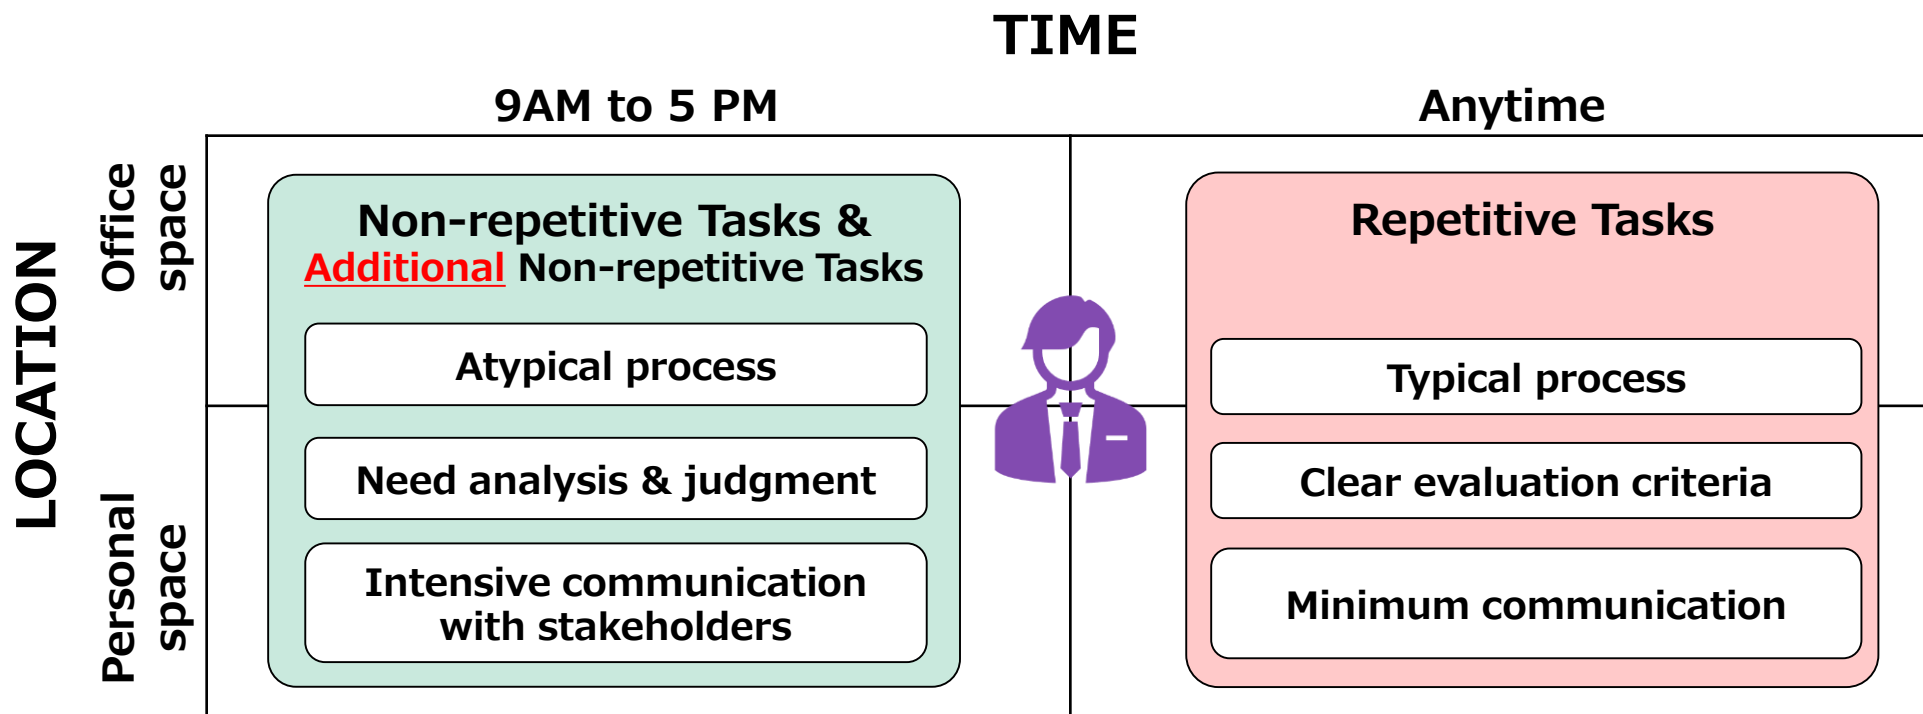 TIME
9AM to 5 PM
Anytime
LOCATION
Office
space
Personal
space
Non-repetitive Tasks &
Additional Non-repetitive Tasks
Atypical process
Need analysis & judgment
Intensive communication
with stakeholders
Repetitive Tasks
Typical process
Clear evaluation criteria
Minimum communication